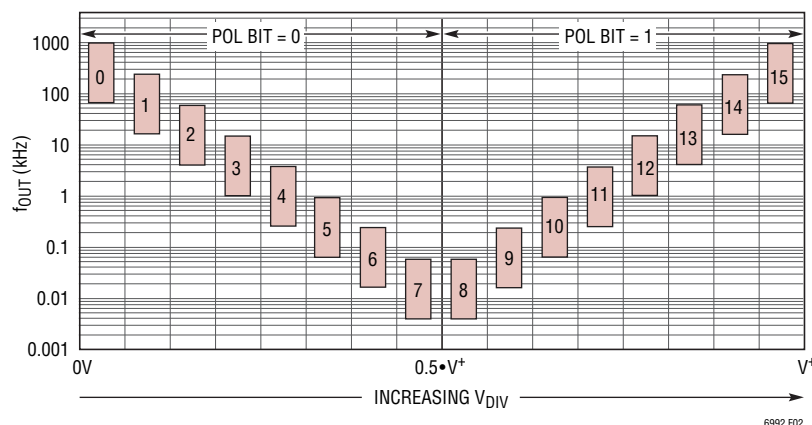 POL BIT = 0 POL BIT = 1
1000
100
10
1
0.1
0.01
0.001
fOUT (kHz)
0 1 2 3 4 5 6 7 8 9 10 11 12 13 14 15
0V 0.5•V+ V+
INCREASING VDIV
6992 F02